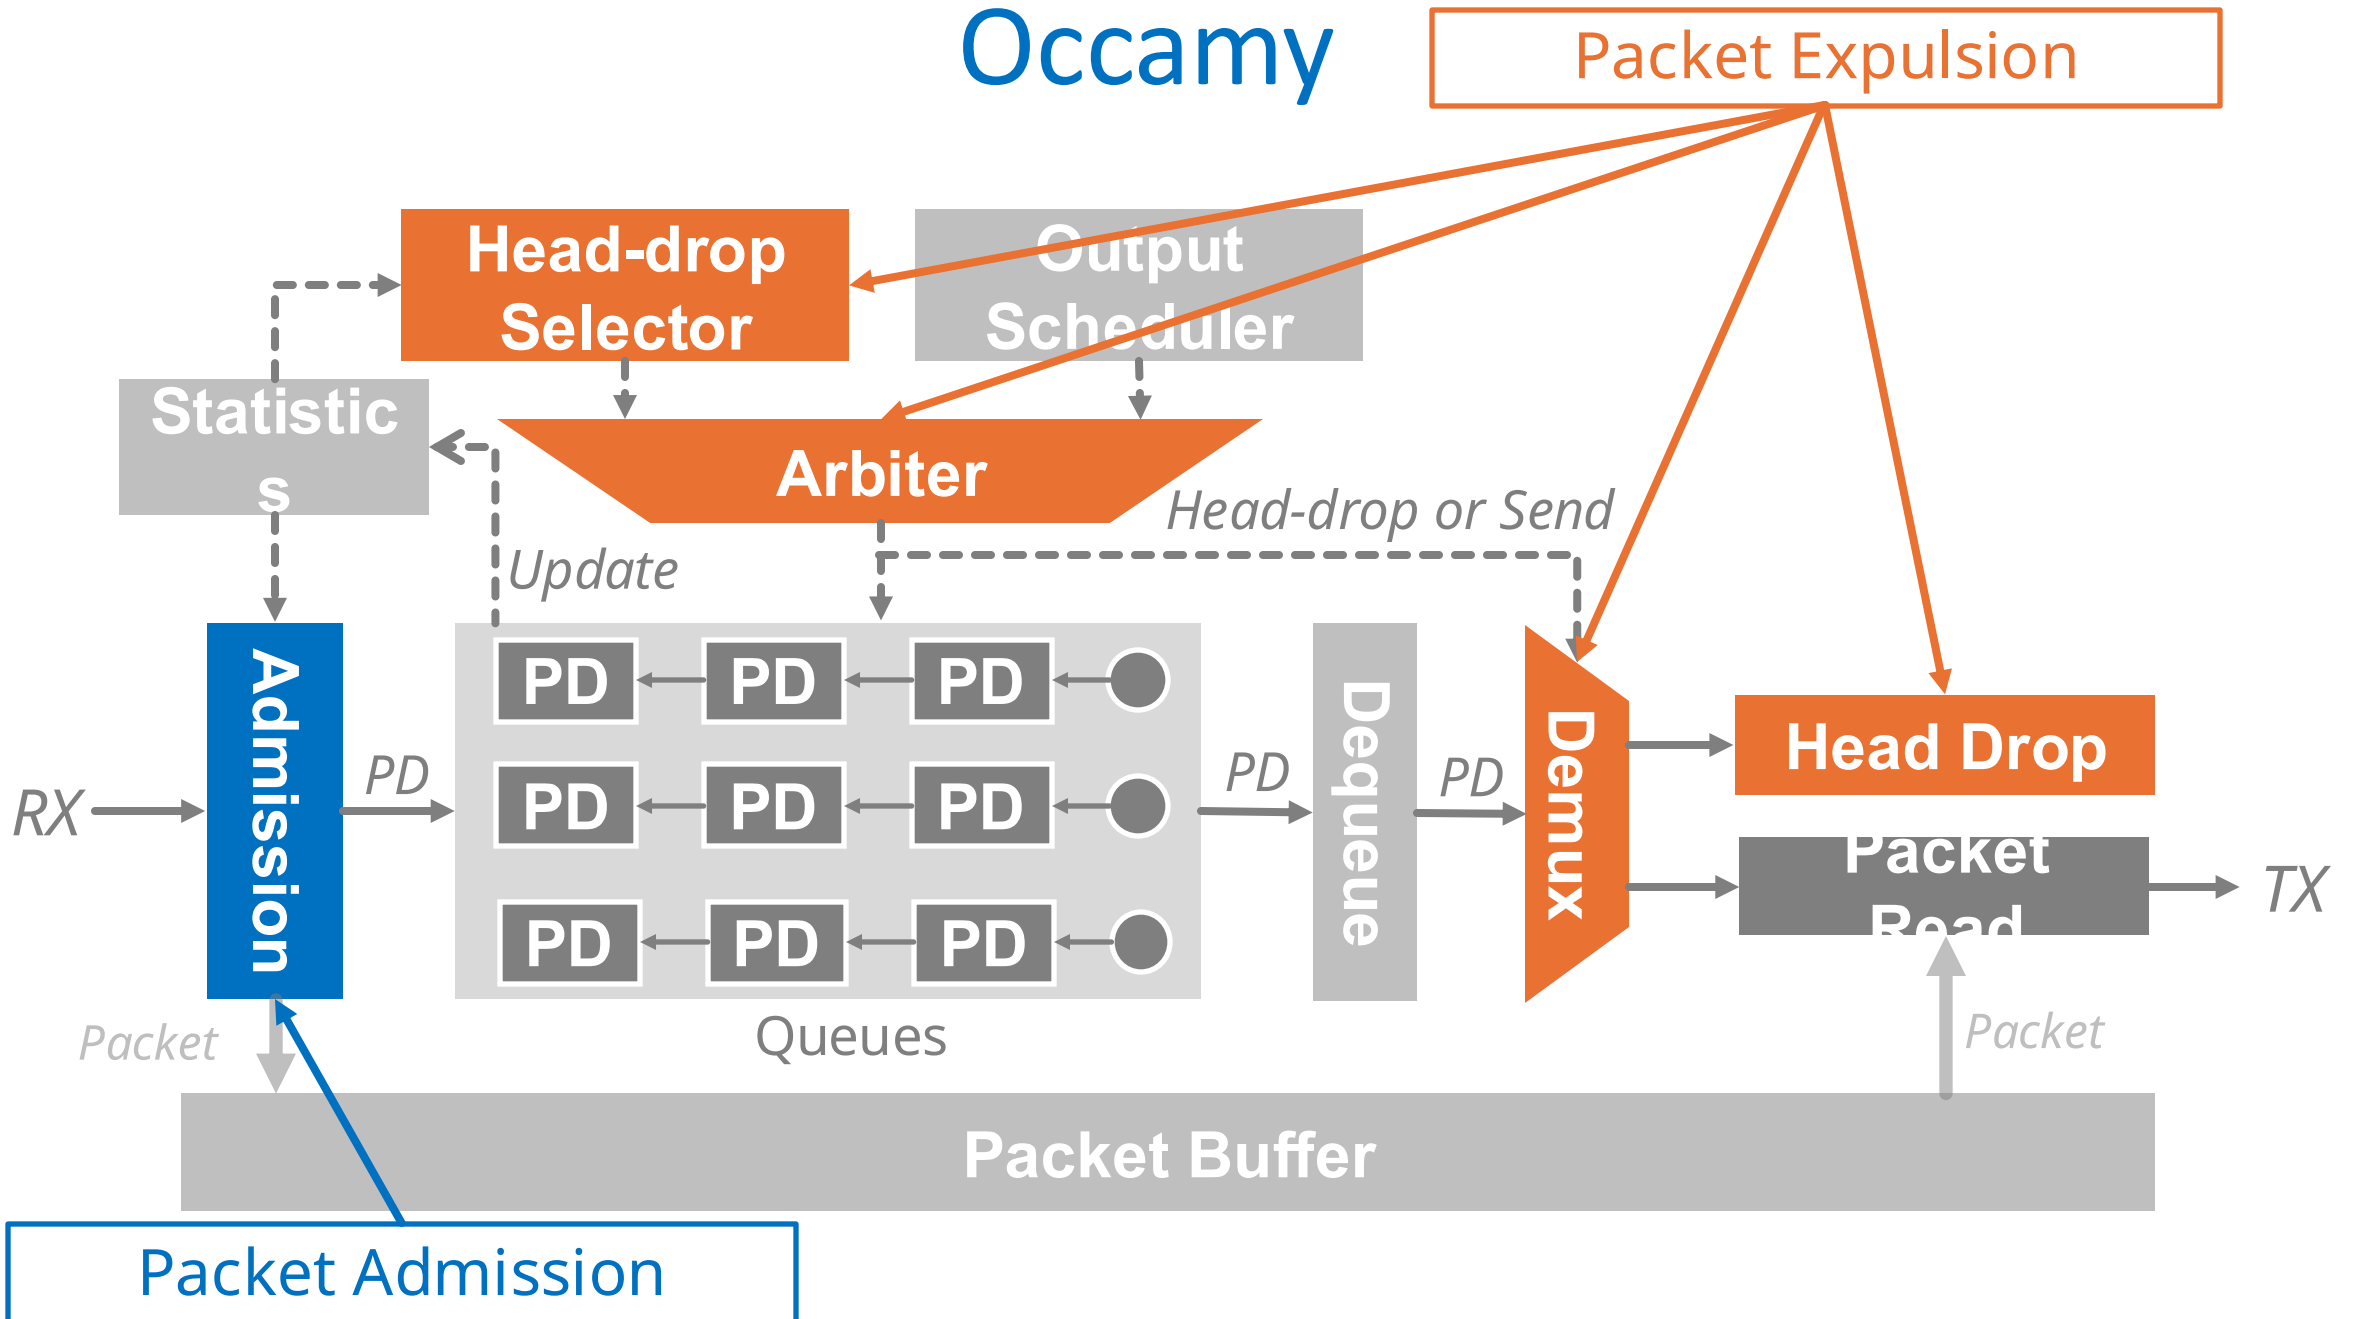 Occamy
Packet Expulsion
Head-drop
Selector
Output
Scheduler
Statistic
s
Arbiter
Head-drop or Send
Update
Admission
PD
PD
PD
Dequeue
Demux
Head Drop
RX
PD
PD
PD
PD
PD
PD
Packet
Read
TX
PD
PD
PD
Packet
Queues
Packet
Packet Buffer
Packet Admission